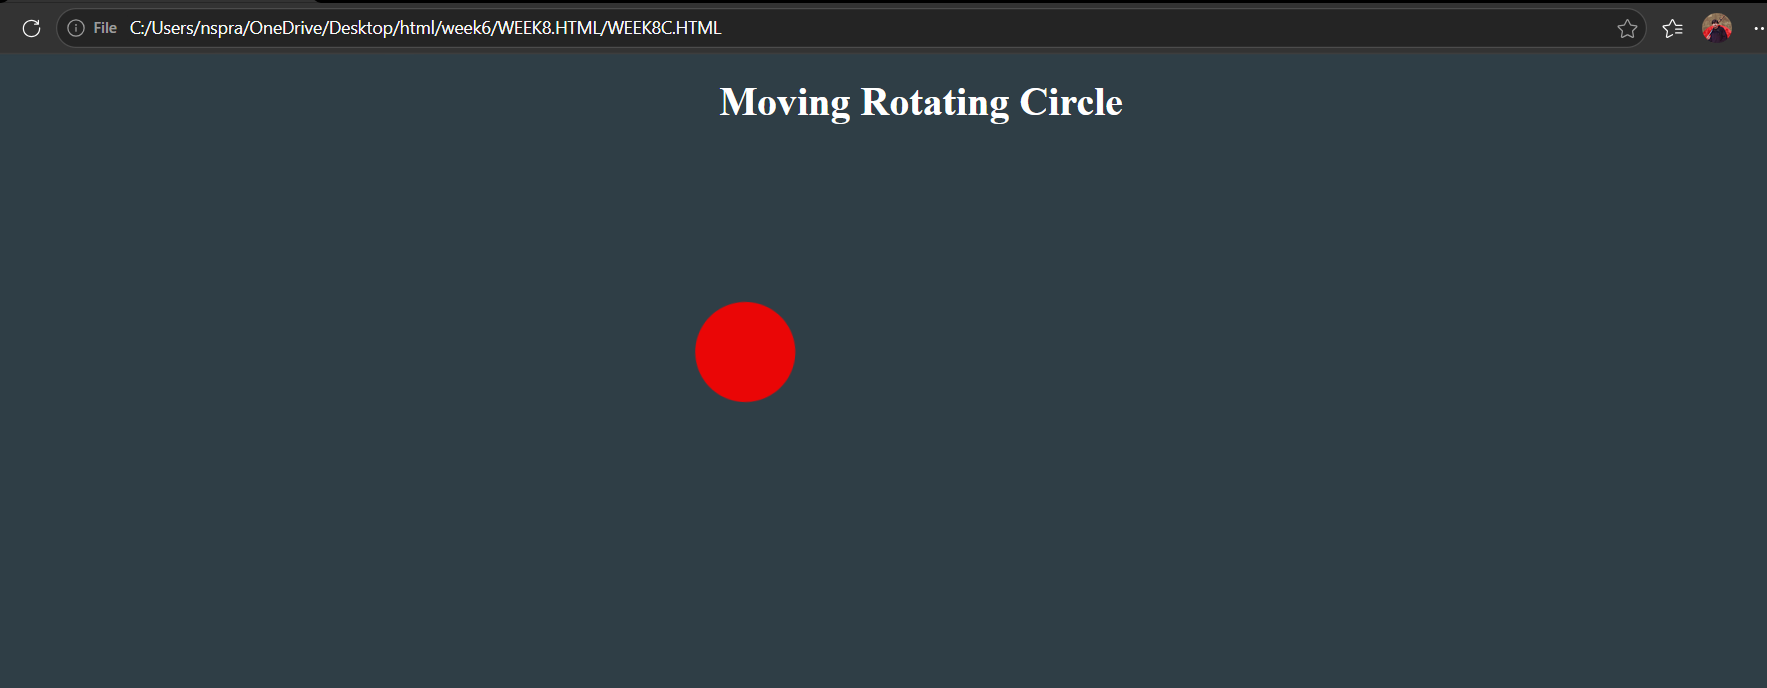 File C:/Users/nspra/OneDrive/Desktop/html/week6/WEEK8.HTML/WEEK8C.HTML
Moving Rotating Circle